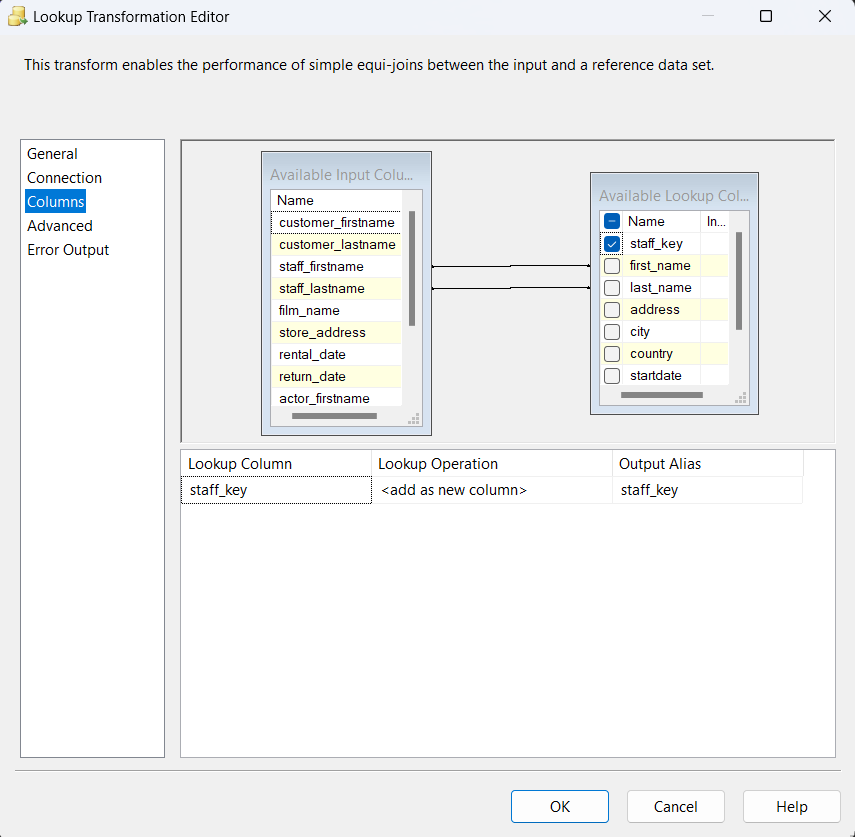 Lookup Transformation Editor
This transform enables the performance of simple equi-joins between the input and a reference data set.
General
Connection
Columns
Advanced
Error Output
Available Input Colu...
Name
customer_firstname
customer_lastname
staff_firstname
staff_lastname
film_name
store_address
rental_date
return_date
actor_firstname
Available Lookup Col...
Name In...
staff_key
first_name
last_name
address
city
country
startdate
Lookup Column Lookup Operation Output Alias
staff_key <add as new column> staff_key
OK Cancel Help